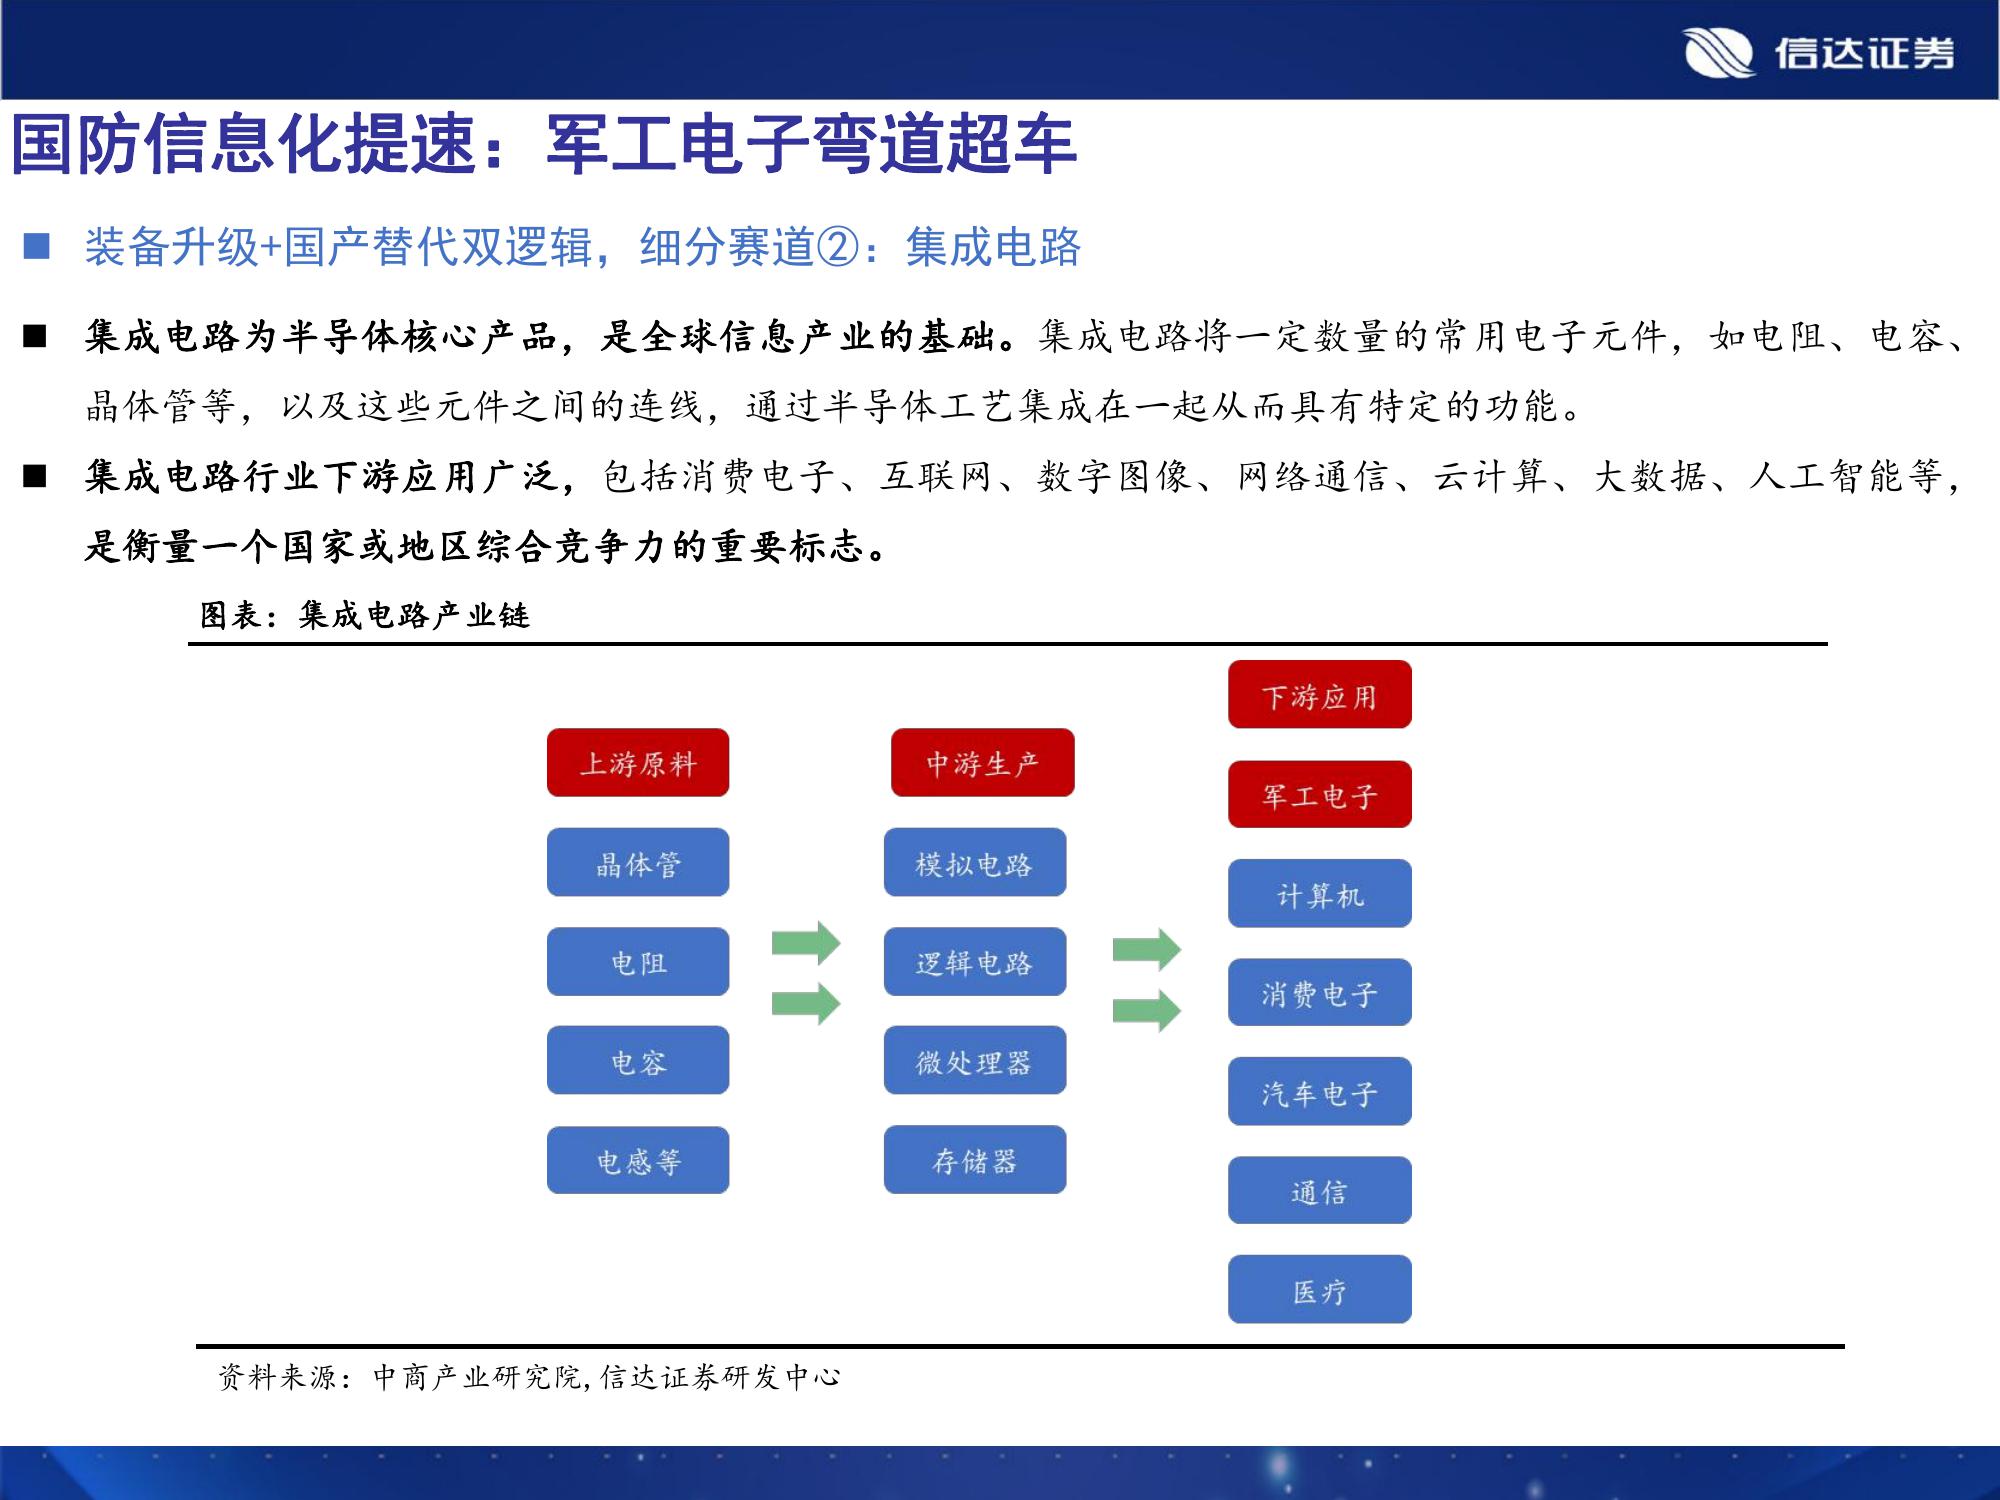 信达证券
国防信息化提速：军工电子弯道超车
■ 装备升级+国产替代双逻辑，细分赛道②：集成电路
■ 集成电路为半导体核心产品，是全球信息产业的基础。集成电路将一定数量的常用电子元件，如电阻、电容、
晶体管等，以及这些元件之间的连线，通过半导体工艺集成在一起从而具有特定的功能。
■ 集成电路行业下游应用广泛，包括消费电子、互联网、数字图像、网络通信、云计算、大数据、人工智能等，
是衡量一个国家或地区综合竞争力的重要标志。
图表：集成电路产业链
上游原料
晶体管
电阻
电容
电感等
中游生产
模拟电路
逻辑电路
微处理器
存储器
下游应用
军工电子
计算机
消费电子
汽车电子
通信
医疗
资料来源：中商产业研究院,信达证券研发中心